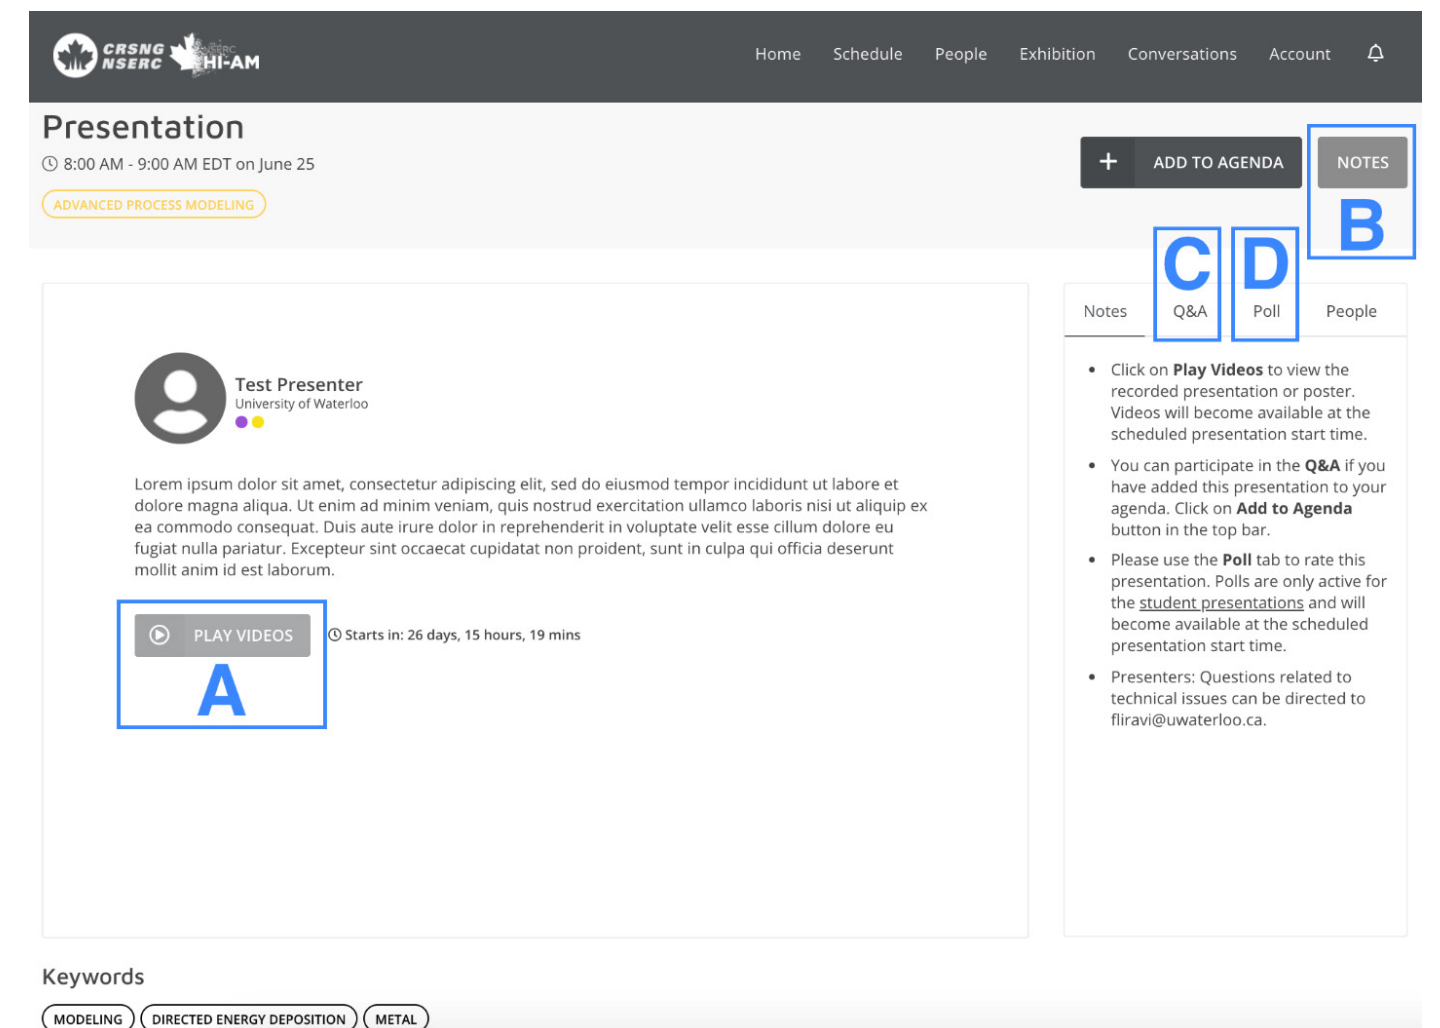 CRSNG
NSERC
NSERC
HI-AM
Home Schedule People Exhibition Conversations Account
Presentation
8:00 AM - 9:00 AM EDT on June 25
ADVANCED PROCESS MODELING
+ ADD TO AGENDA
NOTES
B
C
D
Notes Q&A Poll People
Test Presenter
University of Waterloo
Lorem ipsum dolor sit amet, consectetur adipiscing elit, sed do eiusmod tempor incididunt ut labore et
dolore magna aliqua. Ut enim ad minim veniam, quis nostrud exercitation ullamco laboris nisi ut aliquip ex
ea commodo consequat. Duis aute irure dolor in reprehenderit in voluptate velit esse cillum dolore eu
fugiat nulla pariatur. Excepteur sint occaecat cupidatat non proident, sunt in culpa qui officia deserunt
mollit anim id est laborum.
PLAY VIDEOS
Starts in: 26 days, 15 hours, 19 mins
A
• Click on Play Videos to view the
recorded presentation or poster.
Videos will become available at the
scheduled presentation start time.
• You can participate in the Q&A if you
have added this presentation to your
agenda. Click on Add to Agenda
button in the top bar.
• Please use the Poll tab to rate this
presentation. Polls are only active for
the student presentations and will
become available at the scheduled
presentation start time.
• Presenters: Questions related to
technical issues can be directed to
fliravi@uwaterloo.ca.
Keywords
MODELING DIRECTED ENERGY DEPOSITION METAL